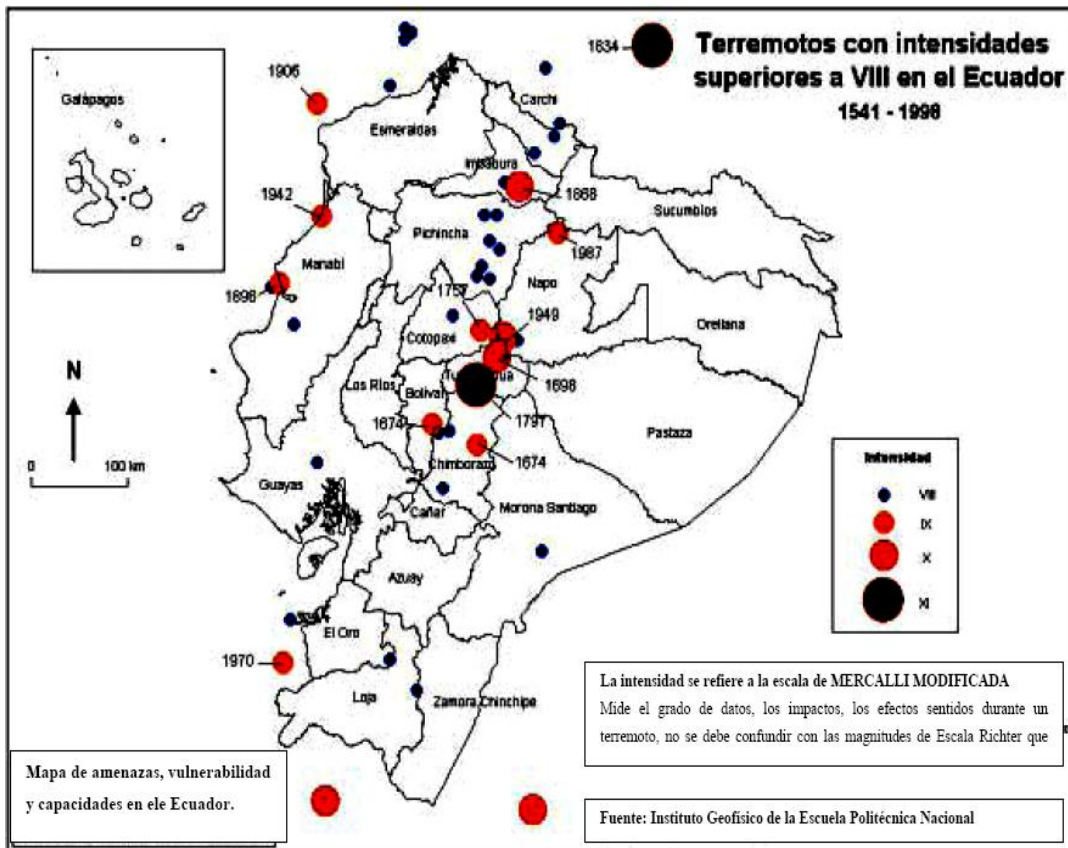 1834
Terremotos con intensidades
superiores a VIII en el Ecuador
1541 - 1998
Galápagos
1906
Carchi
Esmeraldas
Imbabura
1868
1942
Sucumbios
Pichincha
1987
Manabí
Napo
1896
1757
1949
Orellana
Cotopaxi
N
Los Ríos
Bolívar
1698
1797
1674
Pastaza
0 100 km
1674
Chimborazo
Guayas
Cañar
Morona Santiago
Intensidad
VIII
IX
X
XI
Azuay
El Oro
1970
Loja
Zamora Chinchipe
La intensidad se refiere a la escala de MERCALLI MODIFICADA
Mide el grado de datos, los impactos, los efectos sentidos durante un
terremoto, no se debe confundir con las magnitudes de Escala Richter que
Mapa de amenazas, vulnerabilidad
y capacidades en ele Ecuador.
Fuente: Instituto Geofísico de la Escuela Politécnica Nacional